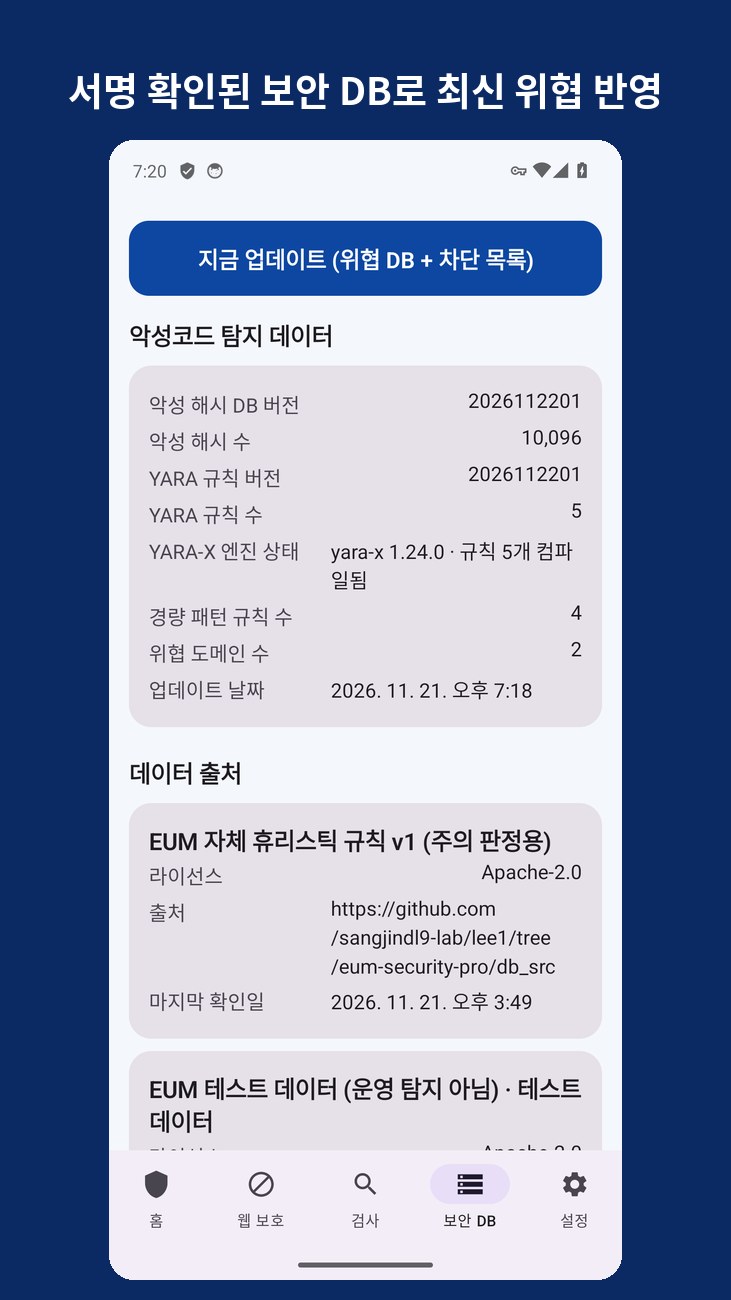 서명 확인된 보안 DB로 최신 위협 반영
7:20
지금 업데이트 (위협 DB + 차단 목록)
악성코드 탐지 데이터
악성 해시 DB 버전 2026112201
악성 해시 수 10,096
YARA 규칙 버전 2026112201
YARA 규칙 수 5
YARA-X 엔진 상태 yara-x 1.24.0 · 규칙 5개 컴파
일됨
경량 패턴 규칙 수 4
위협 도메인 수 2
업데이트 날짜 2026. 11. 21. 오후 7:18
데이터 출처
EUM 자체 휴리스틱 규칙 v1 (주의 판정용)
라이선스 Apache-2.0
출처 https://github.com
/sangjindl9-lab/lee1/tree
/eum-security-pro/db_src
마지막 확인일 2026. 11. 21. 오후 3:49
EUM 테스트 데이터 (운영 탐지 아님) · 테스트
데이터
홈 웹 보호 검사 보안 DB 설정